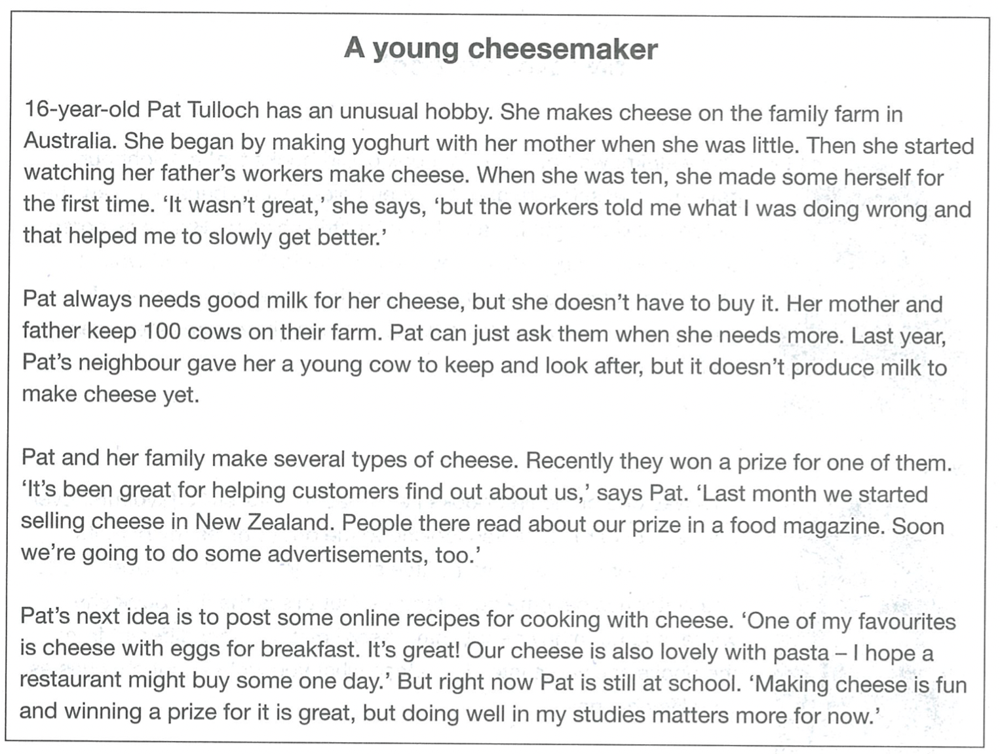 A young cheesemaker
16-year-old Pat Tulloch has an unusual hobby. She makes cheese on the family farm in
Australia. She began by making yoghurt with her mother when she was little. Then she started
watching her father’s workers make cheese. When she was ten, she made some herself for
the first time. ‘It wasn’t great,’ she says, ‘but the workers told me what I was doing wrong and
that helped me to slowly get better.’
Pat always needs good milk for her cheese, but she doesn’t have to buy it. Her mother and
father keep 100 cows on their farm. Pat can just ask them when she needs more. Last year,
Pat’s neighbour gave her a young cow to keep and look after, but it doesn’t produce milk to
make cheese yet.
Pat and her family make several types of cheese. Recently they won a prize for one of them.
‘It’s been great for helping customers find out about us,’ says Pat. ‘Last month we started
selling cheese in New Zealand. People there read about our prize in a food magazine. Soon
we’re going to do some advertisements, too.’
Pat’s next idea is to post some online recipes for cooking with cheese. ‘One of my favourites
is cheese with eggs for breakfast. It’s great! Our cheese is also lovely with pasta – I hope a
restaurant might buy some one day.’ But right now Pat is still at school. ‘Making cheese is fun
and winning a prize for it is great, but doing well in my studies matters more for now.’